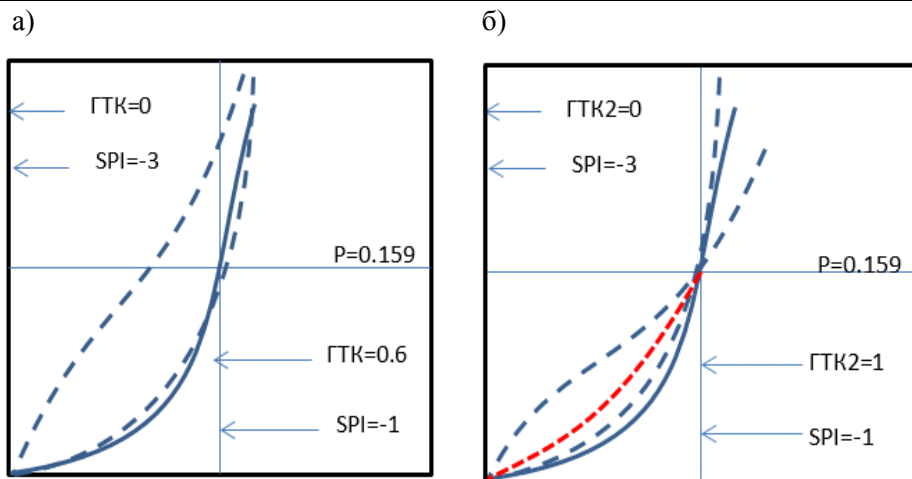 а)
ГТК=0
SPI=-3
P=0.159
ГТК=0.6
SPI=-1
б)
ГТК2=0
SPI=-3
P=0.159
ГТК2=1
SPI=-1